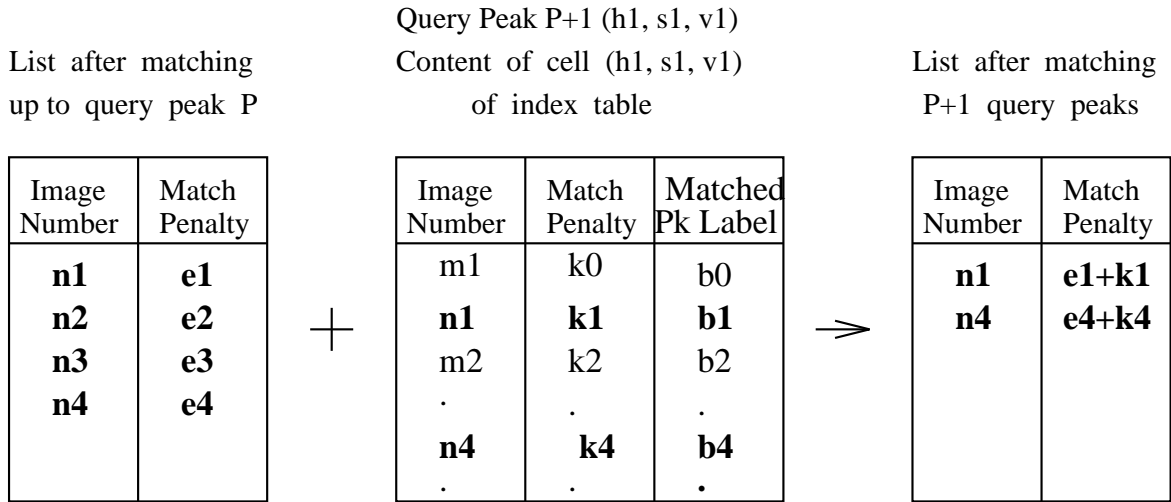 List after matching
up to query peak P
Query Peak P+1 (h1, s1, v1)
Content of cell (h1, s1, v1)
of index table
List after matching
P+1 query peaks
Image Number Match Penalty
n1 e1
n2 e2
n3 e3
n4 e4
+
Image Number Match Penalty Matched Pk Label
m1 k0 b0
n1 k1 b1
m2 k2 b2
. . .
n4 k4 b4
. . .
Image Number Match Penalty
n1 e1+k1
n4 e4+k4